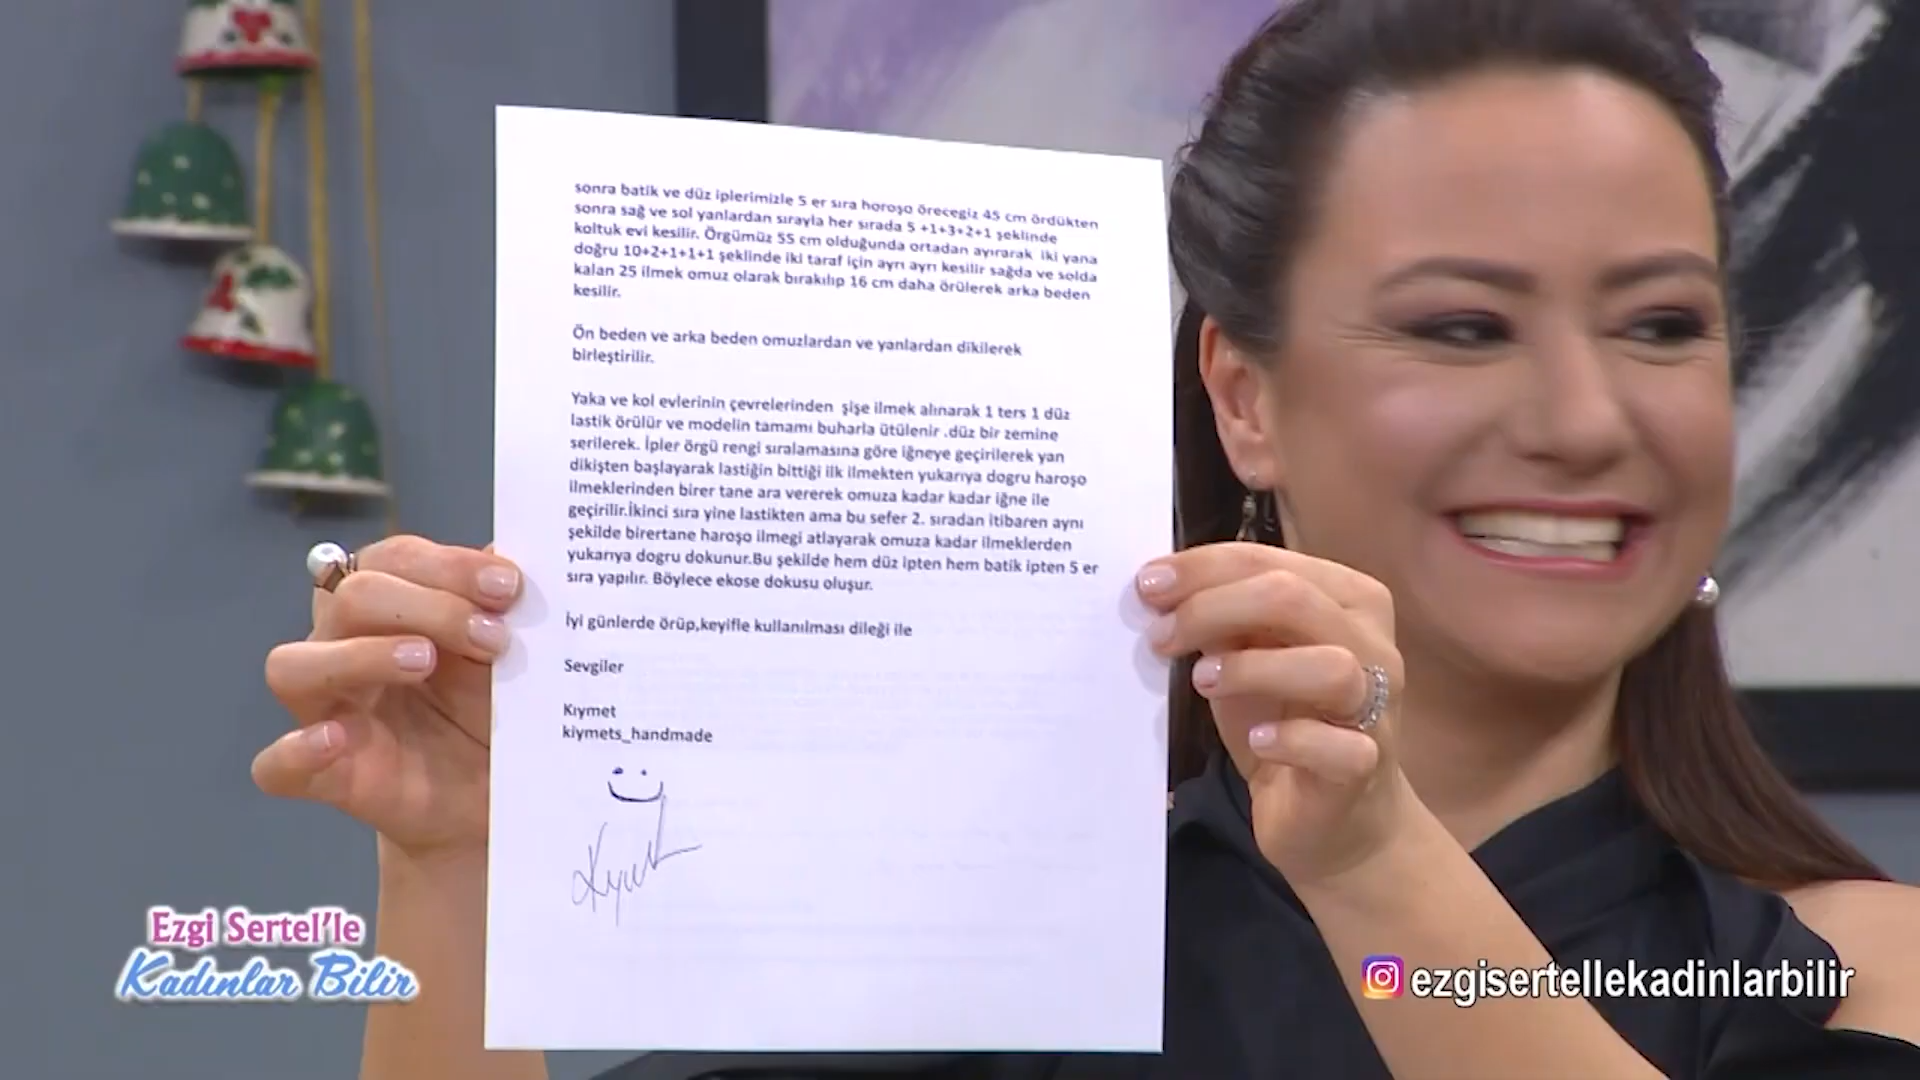 sonra batik ve düz iplerimizle 5 er sıra horoşo örecegiz 45 cm ördükten
sonra sağ ve sol yanlardan sırayla her sırada 5 +1+3+2+1 şeklinde
koltuk evi kesilir. Örgümüz 55 cm olduğunda ortadan ayırarak iki yana
doğru 10+2+1+1+1 şeklinde iki taraf için ayrı ayrı kesilir sağda ve solda
kalan 25 ilmek omuz olarak bırakılıp 16 cm daha örülerek arka beden
kesilir.
Ön beden ve arka beden omuzlardan ve yanlardan dikilerek
birleştirilir.
Yaka ve kol evlerinin çevrelerinden şişe ilmek alınarak 1 ters 1 düz
lastik örülür ve modelin tamamı buharla ütülenir .düz bir zemine
serilerek. İpler örgü rengi sıralamasına göre iğneye geçirilerek yan
dikişten başlayarak lastiğin bittiği ilk ilmekten yukarıya dogru haroşo
ilmeklerinden birer tane ara vererek omuza kadar kadar iğne ile
geçirilir.İkinci sıra yine lastikten ama bu sefer 2. sıradan itibaren aynı
şekilde birertane haroşo ilmegi atlayarak omuza kadar ilmeklerden
yukarıya dogru dokunur.Bu şekilde hem düz ipten hem batik ipten 5 er
sıra yapılır. Böylece ekose dokusu oluşur.
İyi günlerde örüp,keyifle kullanılması dileği ile
Sevgiler
Kıymet
kiymets_handmade
Kıymet
Ezgi Sertel'le
Kadınlar Bilir
ezgisertellekadinlarbilir